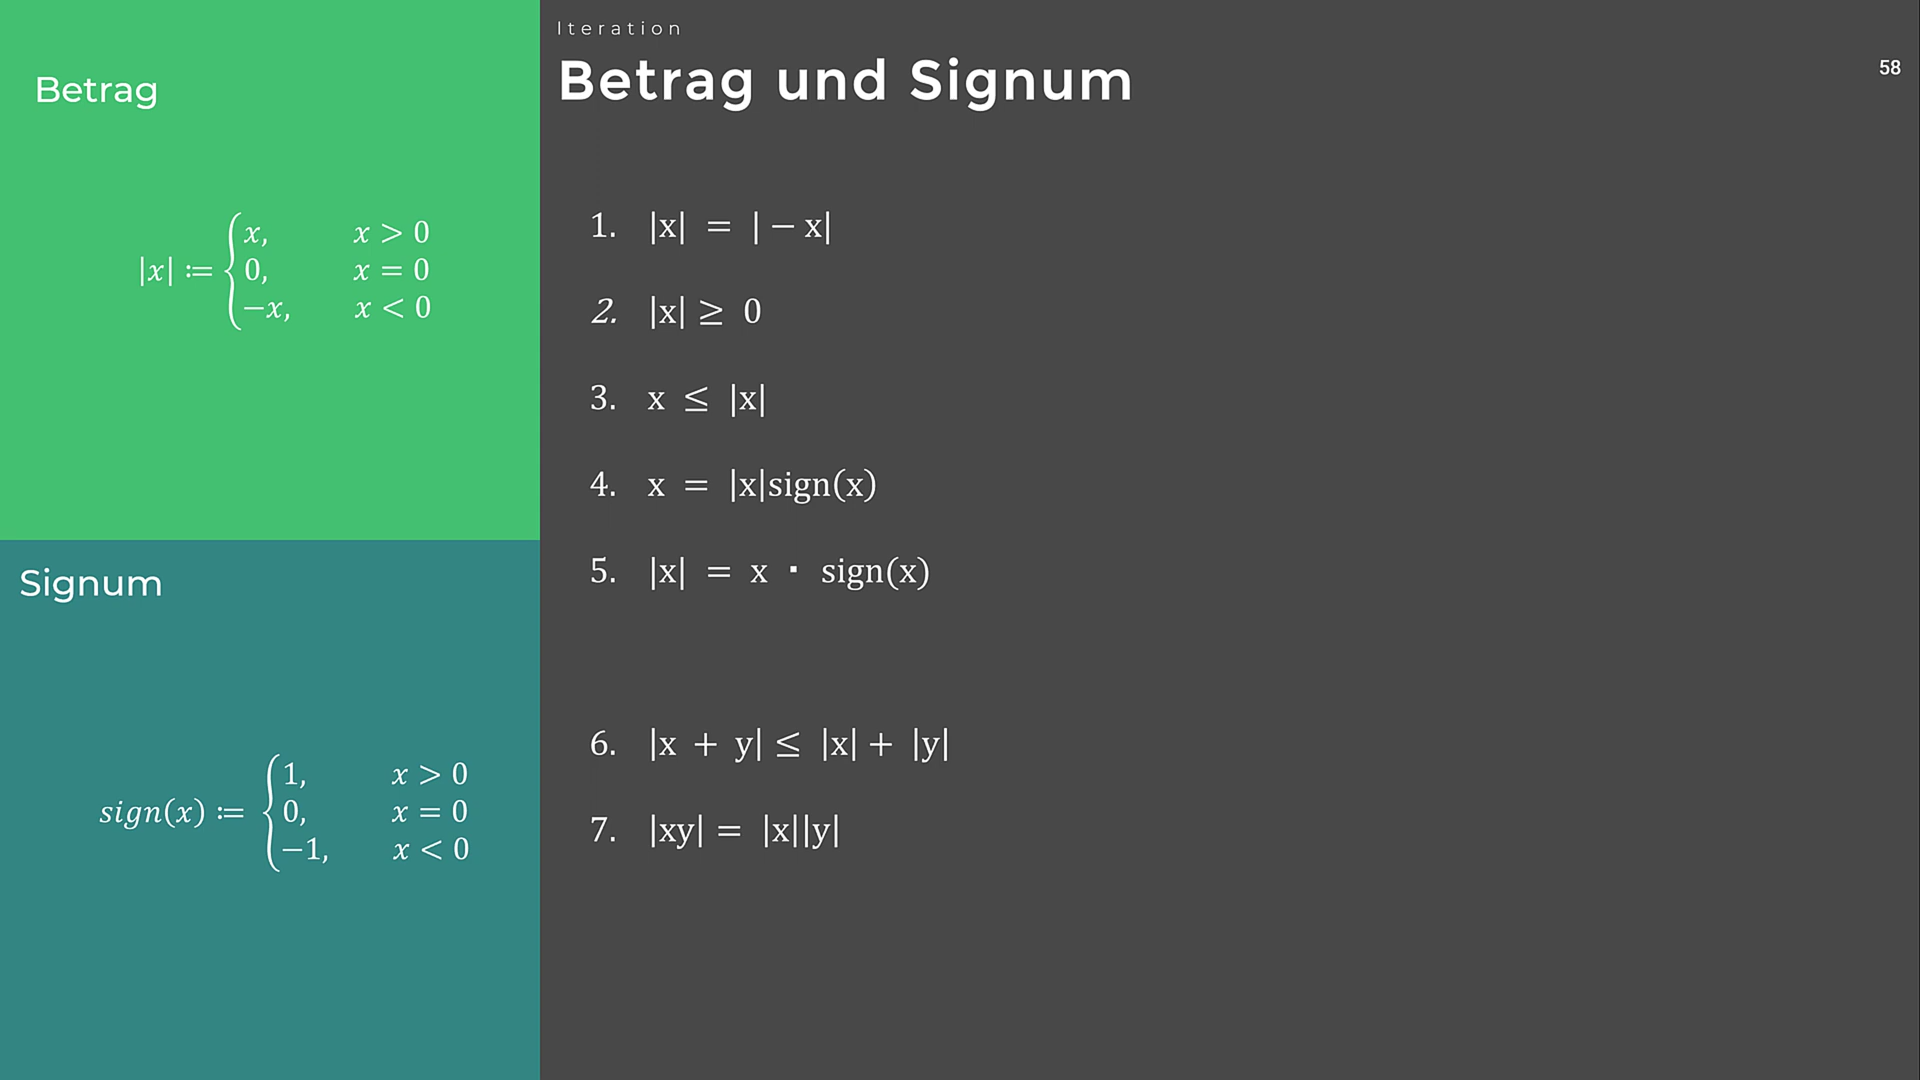 Betrag
|x| ≔ { x, x > 0
0, x = 0
−x, x < 0
Signum
sign(x) ≔ { 1, x > 0
0, x = 0
−1, x < 0
Iteration
Betrag und Signum
58
1. |x| = | − x|
2. |x| ≥ 0
3. x ≤ |x|
4. x = |x|sign(x)
5. |x| = x · sign(x)
6. |x + y| ≤ |x| + |y|
7. |xy| = |x||y|